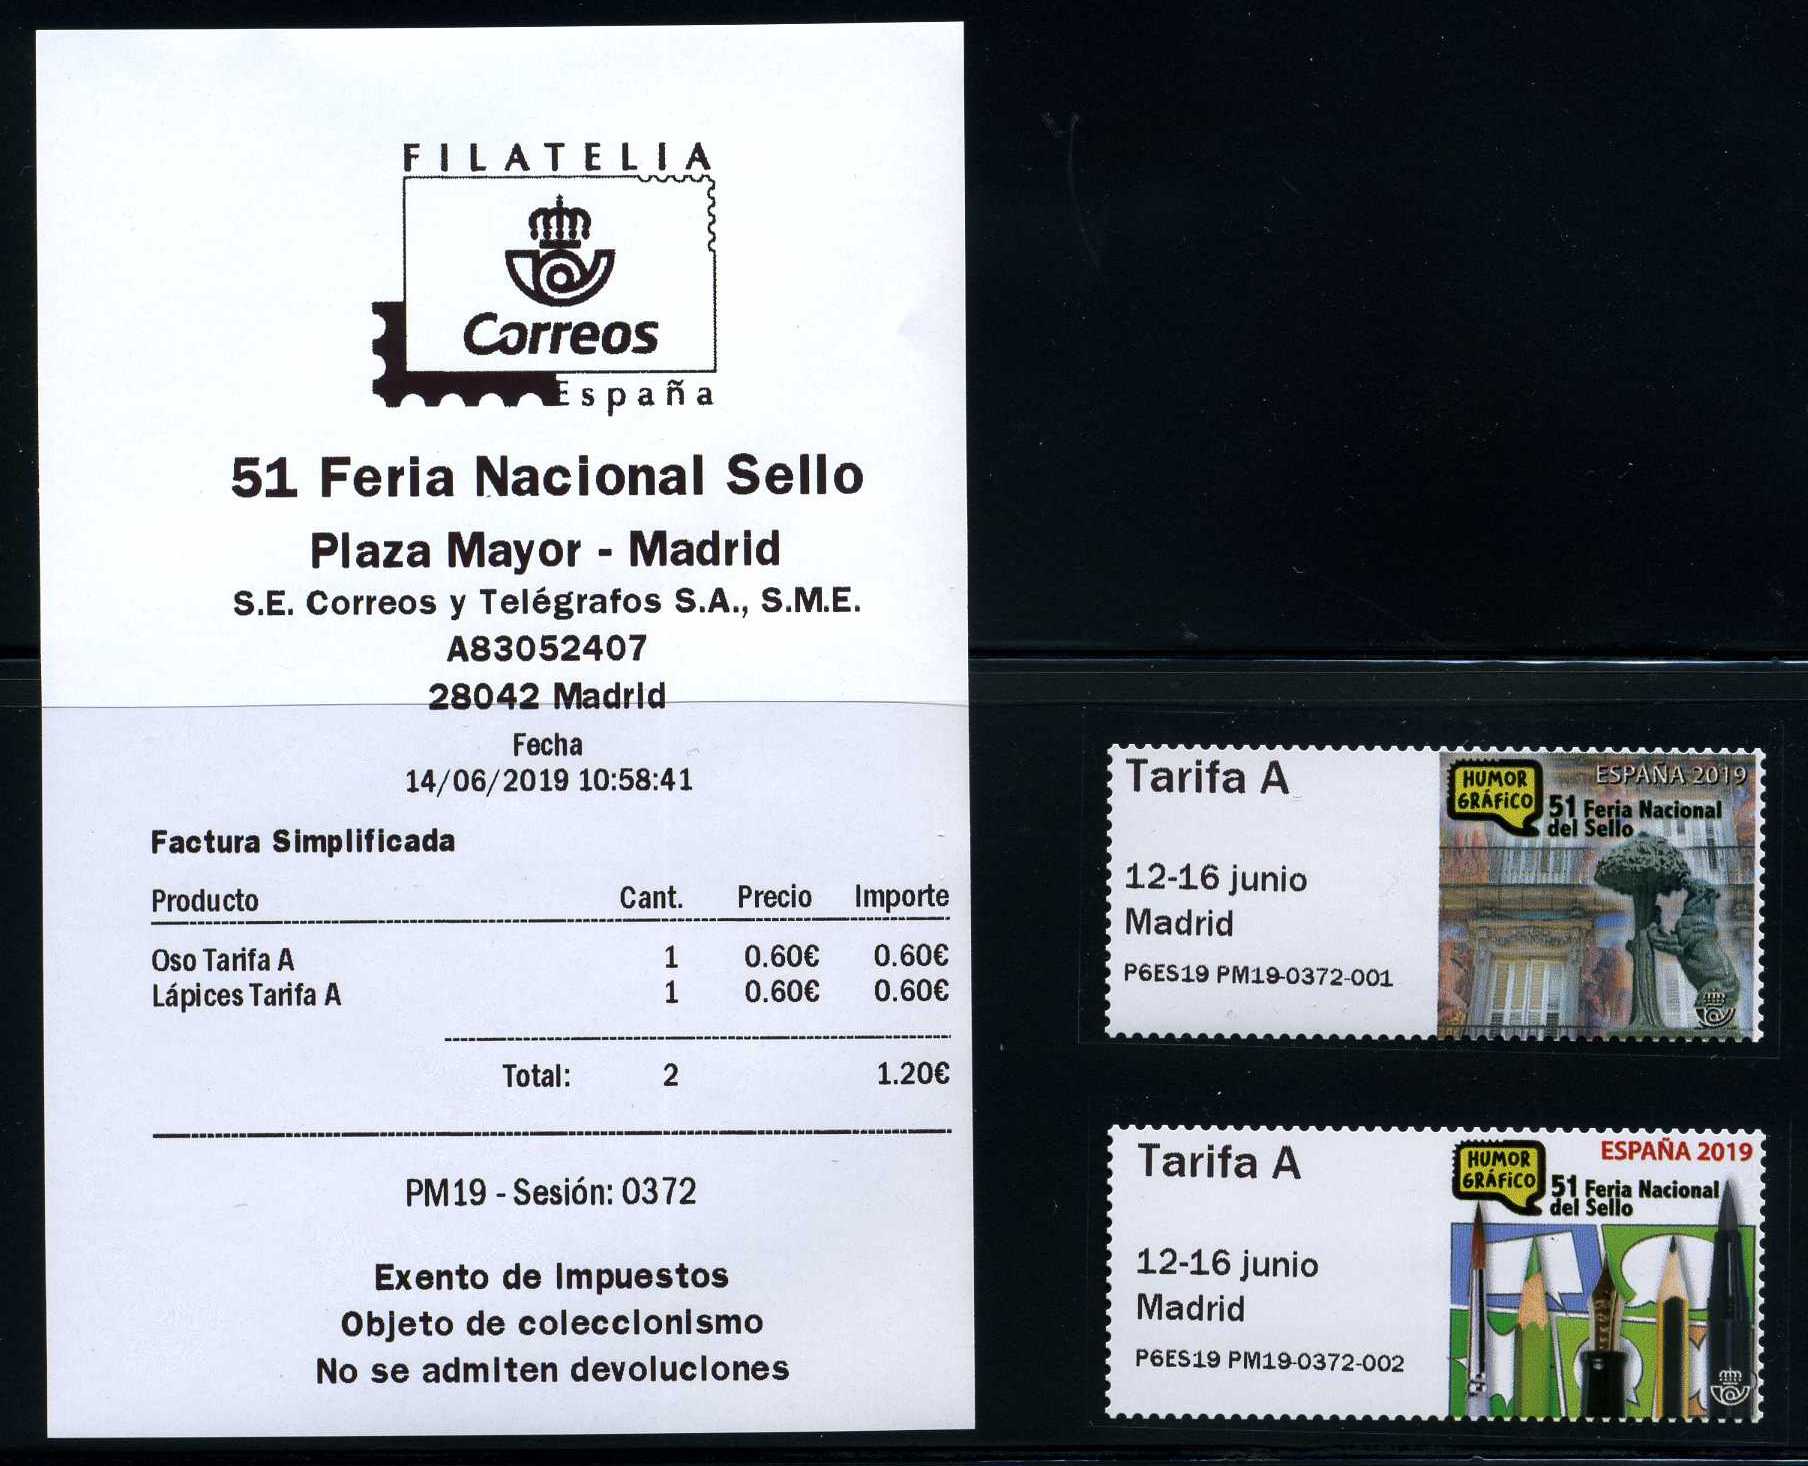 FILATELIA
Correos
España
51 Feria Nacional Sello
Plaza Mayor - Madrid
S.E. Correos y Telégrafos S.A., S.M.E.
A83052407
28042 Madrid
Fecha
14/06/2019 10:58:41
Factura Simplificada
Producto Cant. Precio Importe
Oso Tarifa A 1 0.60€ 0.60€
Lápices Tarifa A 1 0.60€ 0.60€
Total: 2 1.20€
PM19 - Sesión: 0372
Exento de Impuestos
Objeto de coleccionismo
No se admiten devoluciones
Tarifa A
12-16 junio
Madrid
P6ES19 PM19-0372-001
HUMOR
GRÁFiCO
ESPAÑA 2019
51 Feria Nacional
del Sello
Tarifa A
12-16 junio
Madrid
P6ES19 PM19-0372-002
HUMOR
GRÁFiCO
ESPAÑA 2019
51 Feria Nacional
del Sello